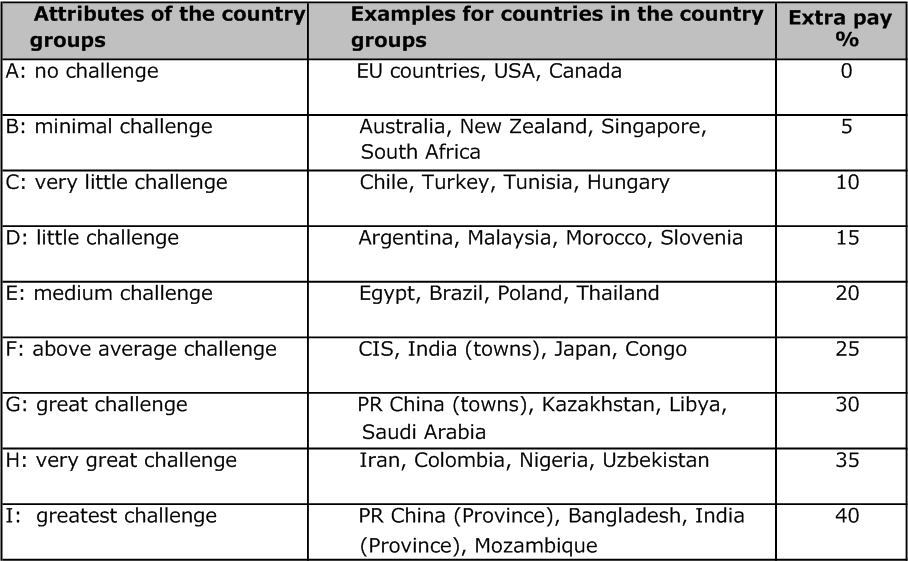 Attributes of the country groups
Examples for countries in the country groups
Extra pay %
A: no challenge
EU countries, USA, Canada
0
B: minimal challenge
Australia, New Zealand, Singapore,
South Africa
5
C: very little challenge
Chile, Turkey, Tunisia, Hungary
10
D: little challenge
Argentina, Malaysia, Morocco, Slovenia
15
E: medium challenge
Egypt, Brazil, Poland, Thailand
20
F: above average challenge
CIS, India (towns), Japan, Congo
25
G: great challenge
PR China (towns), Kazakhstan, Libya,
Saudi Arabia
30
H: very great challenge
Iran, Colombia, Nigeria, Uzbekistan
35
I: greatest challenge
PR China (Province), Bangladesh, India
(Province), Mozambique
40